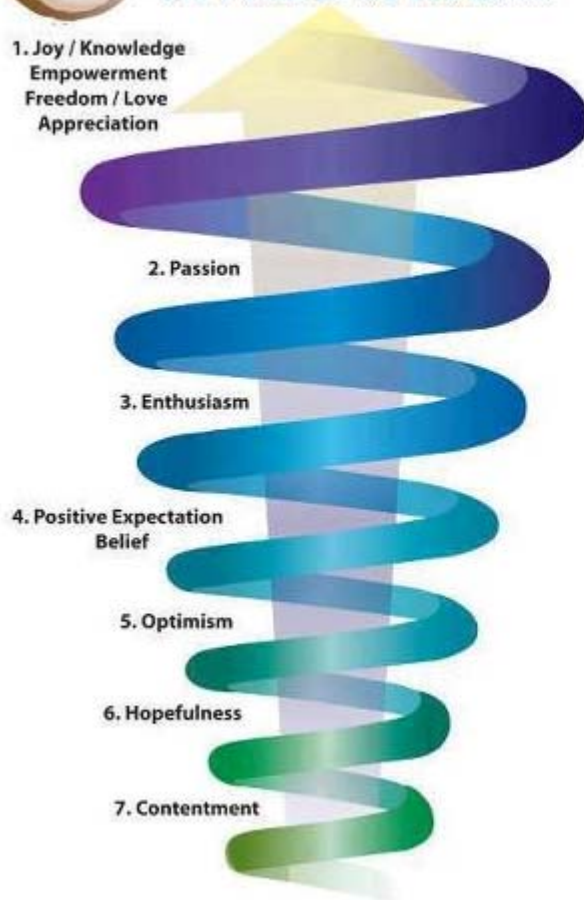 1. Joy / Knowledge
Empowerment
Freedom / Love
Appreciation
2. Passion
3. Enthusiasm
4. Positive Expectation
Belief
5. Optimism
6. Hopefulness
7. Contentment